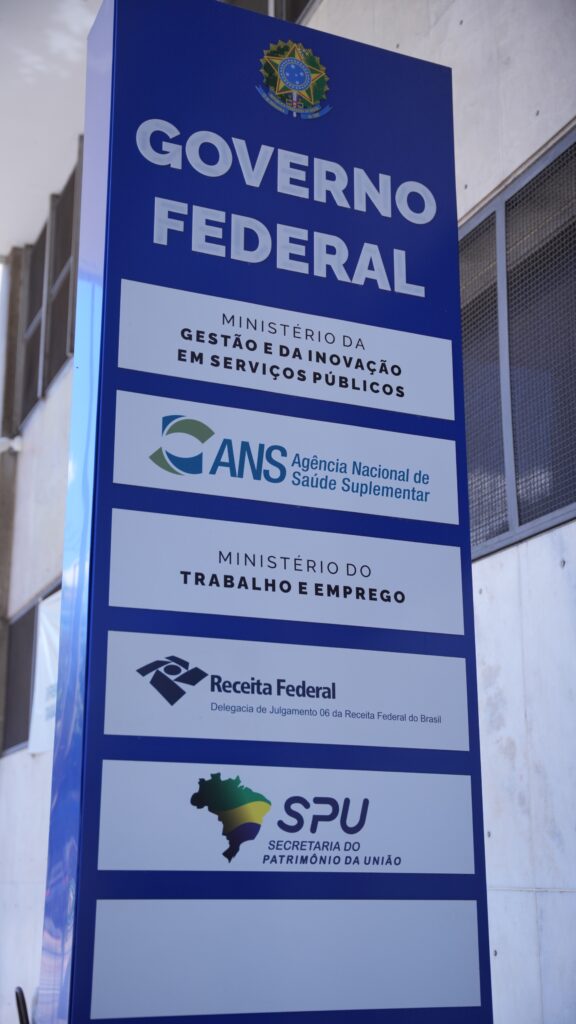 GOVERNO
FEDERAL
MINISTÉRIO DA
GESTÃO E DA INOVAÇÃO
EM SERVIÇOS PÚBLICOS
ANS Agência Nacional de
Saúde Suplementar
MINISTÉRIO DO
TRABALHO E EMPREGO
Receita Federal
Delegacia de Julgamento 06 da Receita Federal do Brasil
SPU
SECRETARIA DO
PATRIMÔNIO DA UNIÃO